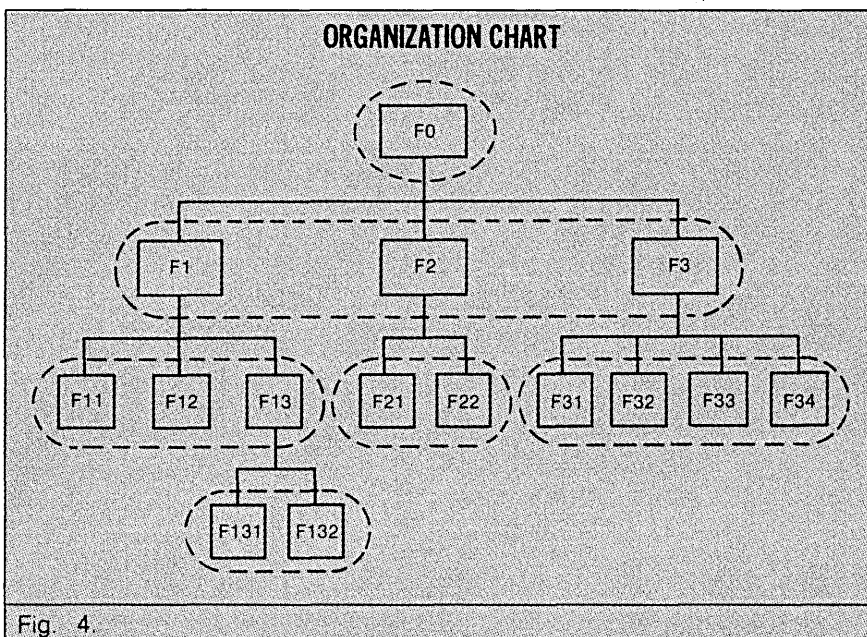 ORGANIZATION CHART
F0
F1 F2 F3
F11 F12 F13 F21 F22 F31 F32 F33 F34
F131 F132
Fig. 4.